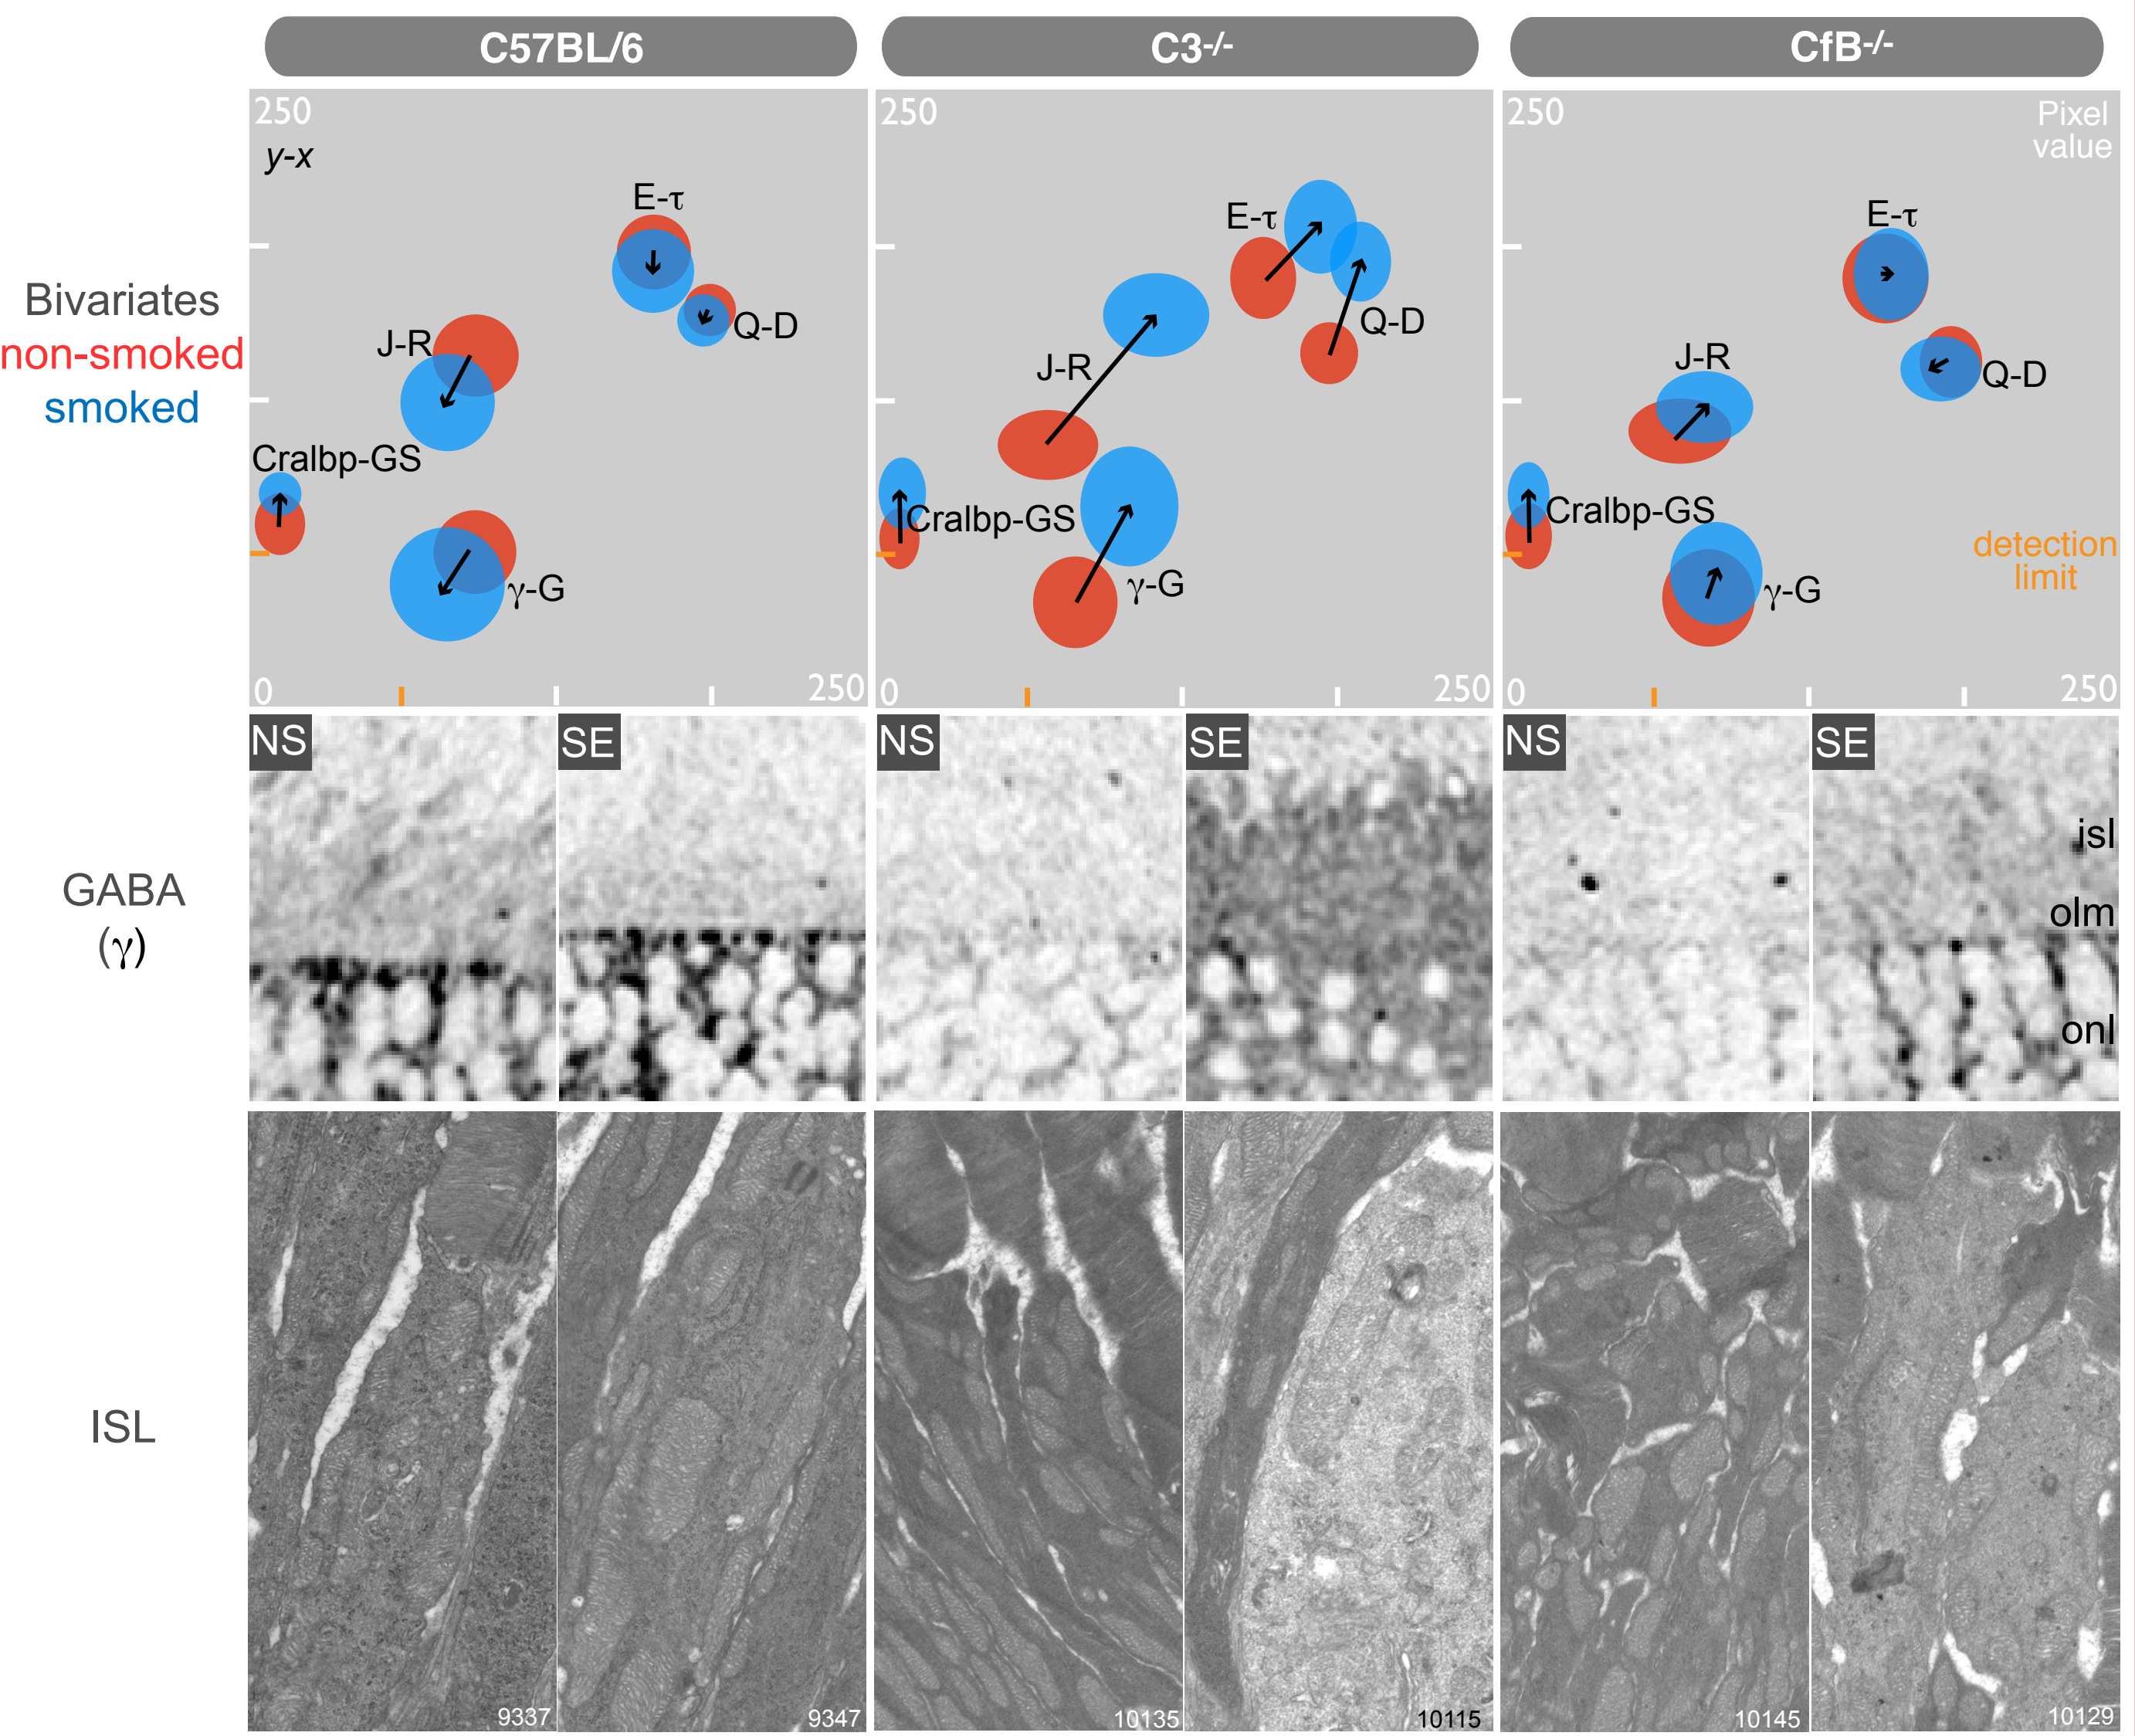 C57BL/6
C3-/-
CfB-/-
Bivariates
non-smoked
smoked
250
y-x
E-τ
Q-D
J-R
Cralbp-GS
γ-G
0
250
250
E-τ
Q-D
J-R
Cralbp-GS
γ-G
0
250
250
Pixel
value
E-τ
J-R
Q-D
Cralbp-GS
detection
limit
γ-G
0
250
GABA
(γ)
NS
SE
NS
SE
NS
SE
isl
olm
onl
ISL
9337
9347
10135
10115
10145
10129